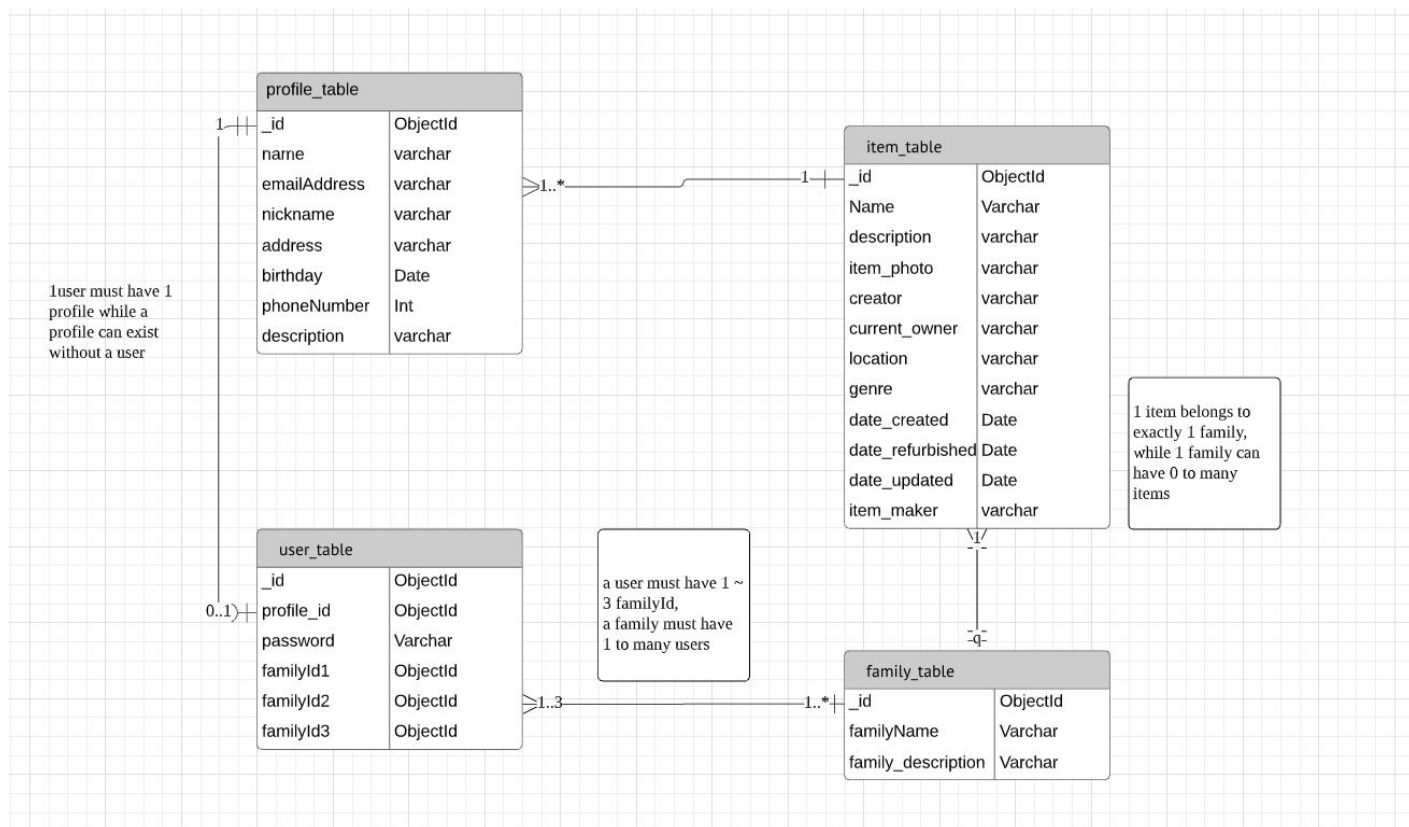 profile_table
1
_id ObjectId
name varchar
emailAddress varchar
nickname varchar
address varchar
birthday Date
phoneNumber Int
description varchar
1..*
1
item_table
_id ObjectId
Name Varchar
description varchar
item_photo varchar
creator varchar
current_owner varchar
location varchar
genre varchar
date_created Date
date_refurbished Date
date_updated Date
item_maker varchar
1user must have 1
profile while a
profile can exist
without a user
1 item belongs to
exactly 1 family,
while 1 family can
have 0 to many
items
user_table
_id ObjectId
0..1
profile_id ObjectId
password Varchar
familyId1 ObjectId
familyId2 ObjectId
familyId3 ObjectId
a user must have 1 ~
3 familyId,
a family must have
1 to many users
1..3
1..*
1
family_table
_id ObjectId
familyName Varchar
family_description Varchar